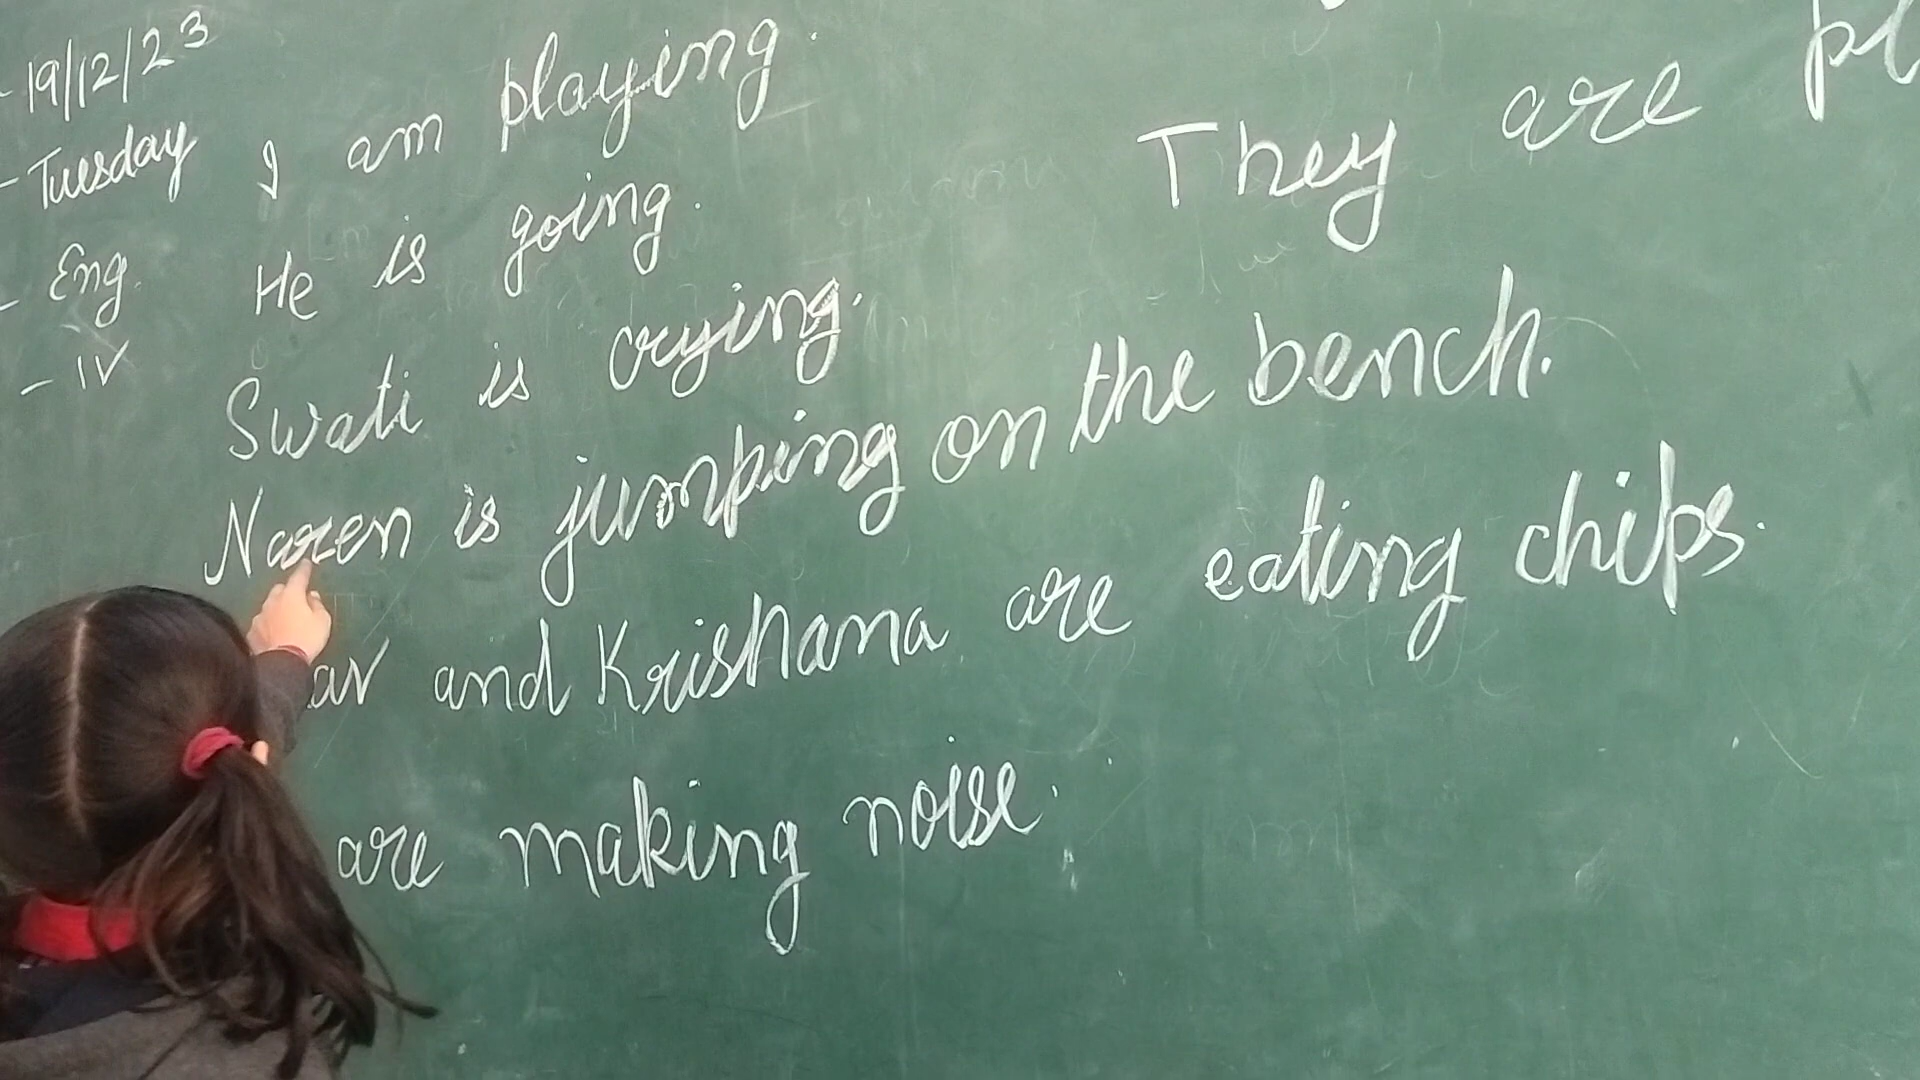 - 19/12/23
- Tuesday
- Eng.
- IV
I am playing.
He is going.
Swati is crying.
Naren is jumping on the bench.
and Krishana are eating chips.
are making noise.
They are